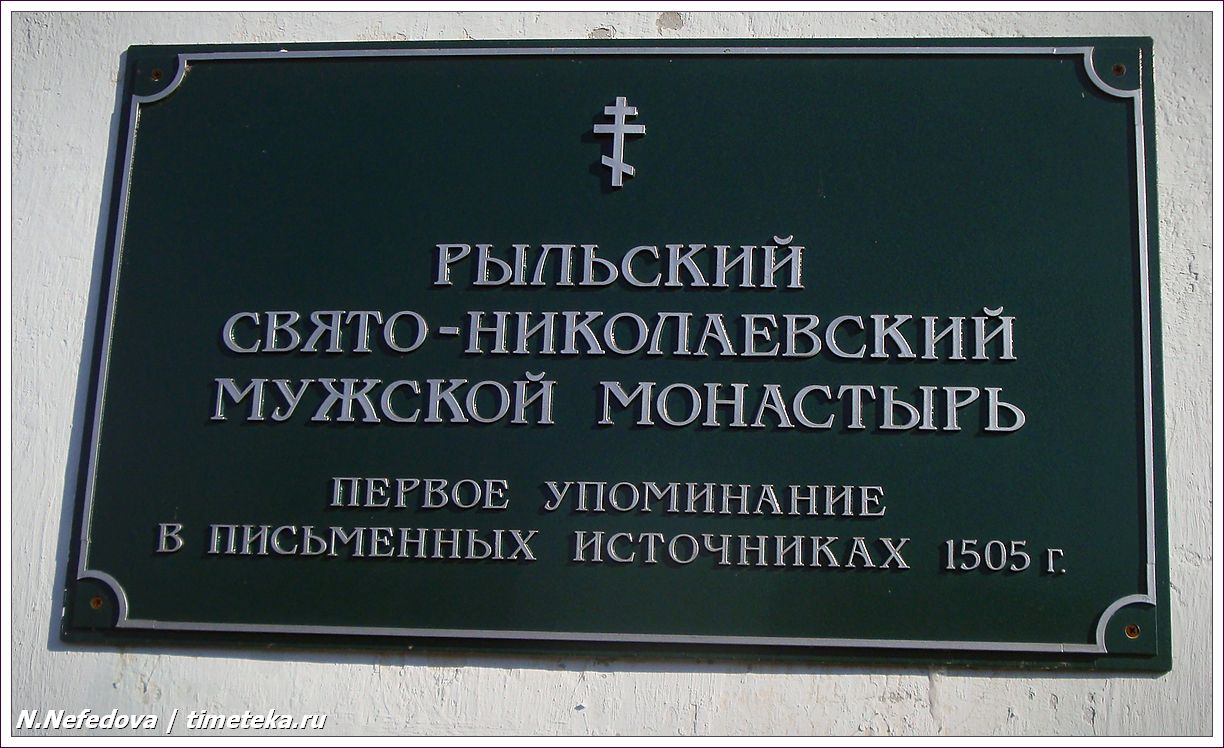 РЫЛЬСКИЙ
СВЯТО-НИКОЛАЕВСКИЙ
МУЖСКОЙ МОНАСТЫРЬ
ПЕРВОЕ УПОМИНАНИЕ
В ПИСЬМЕННЫХ ИСТОЧНИКАХ 1505 г.
N.Nefedova | timeteka.ru